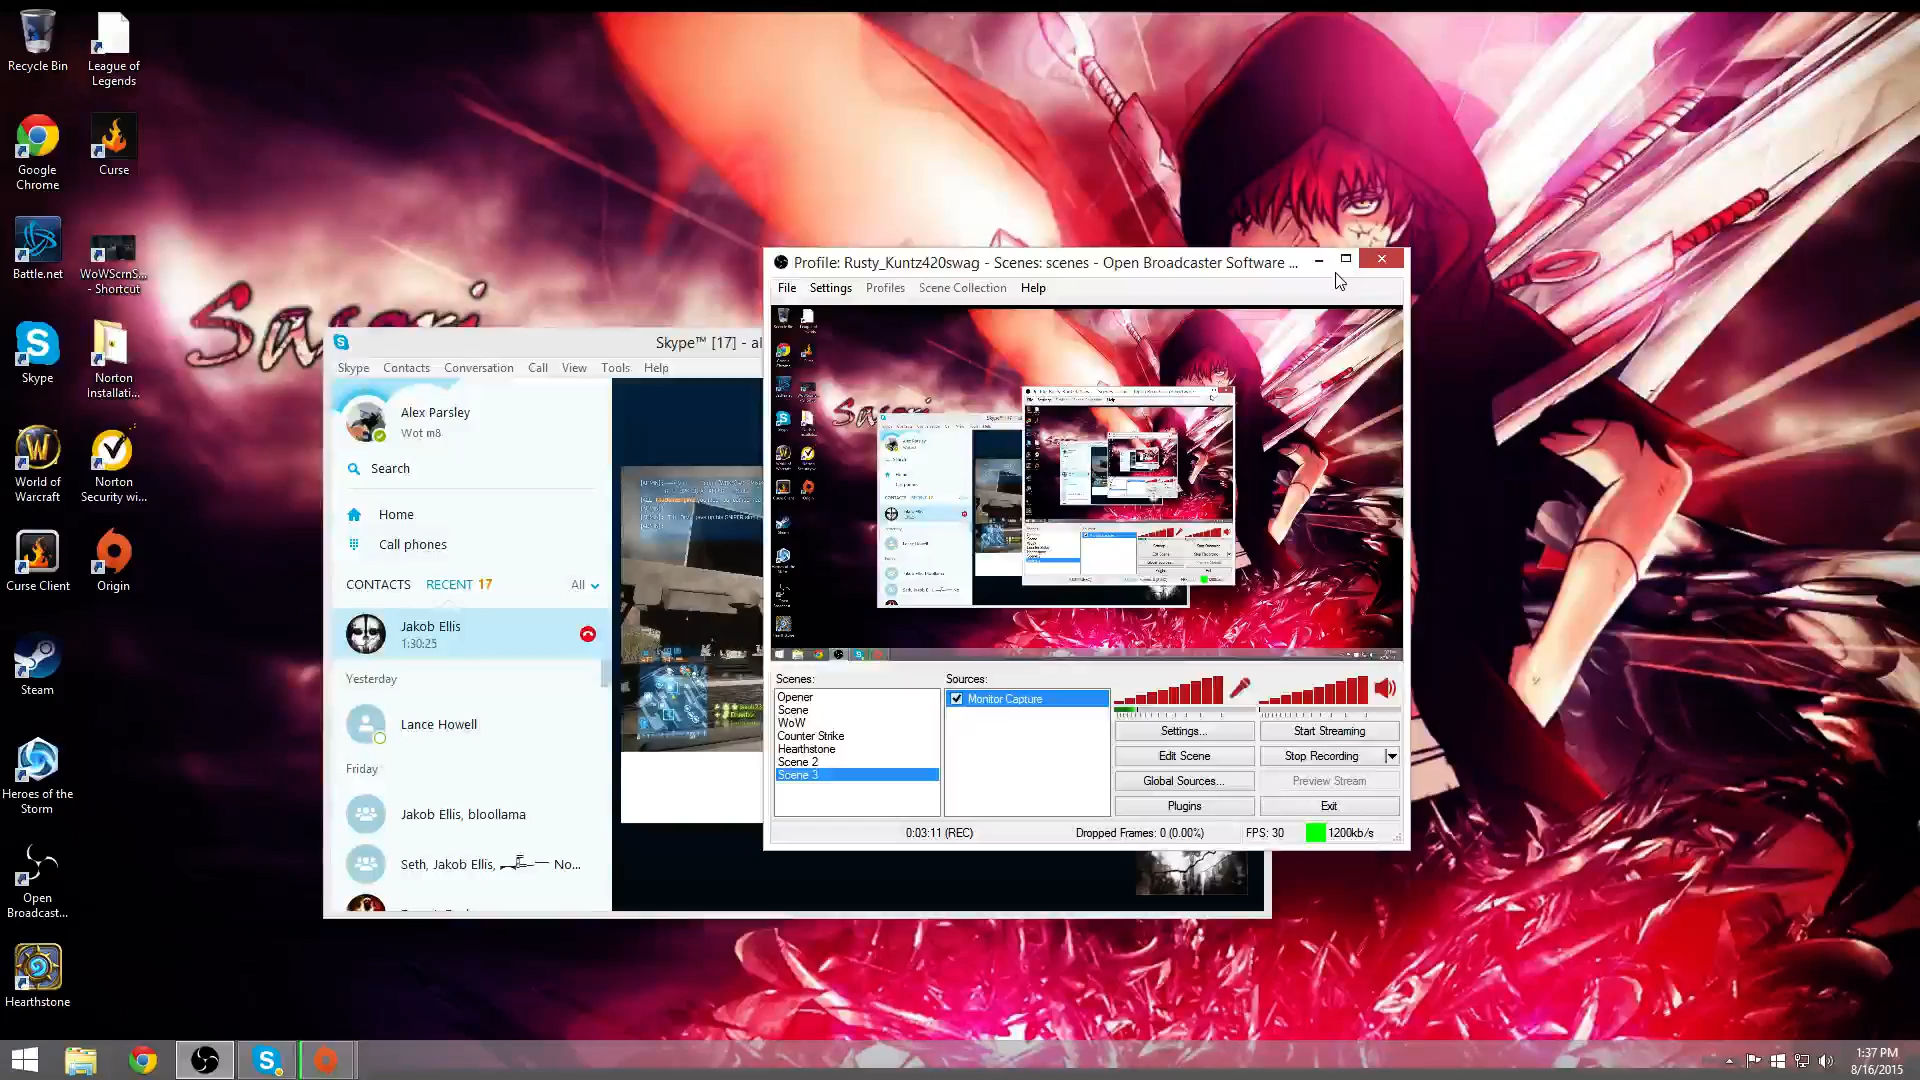 Recycle Bin
League of
Legends
Google
Chrome
Curse
Battle.net
WoWScrnS...
- Shortcut
Skype
Norton
Installati...
World of
Warcraft
Norton
Security wi...
Curse Client
Origin
Steam
Heroes of the
Storm
Open
Broadcast...
Hearthstone
Sasori
Skype™ [17] - al
Skype Contacts Conversation Call View Tools Help
Alex Parsley
Wot m8
Search
Home
Call phones
CONTACTS RECENT 17 All
Jakob Ellis
1:30:25
Yesterday
Lance Howell
Friday
Jakob Ellis, bloollama
Seth, Jakob Ellis, No...
Profile: Rusty_Kuntz420swag - Scenes: scenes - Open Broadcaster Software ...
File Settings Profiles Scene Collection Help
Scenes:
Opener
Scene
WoW
Counter Strike
Hearthstone
Scene 2
Scene 3
Sources:
Monitor Capture
Settings...
Start Streaming
Edit Scene
Stop Recording
Global Sources...
Preview Stream
Plugins
Exit
0:03:11 (REC)
Dropped Frames: 0 (0.00%)
FPS: 30
1200kb/s
1:37 PM
8/16/2015